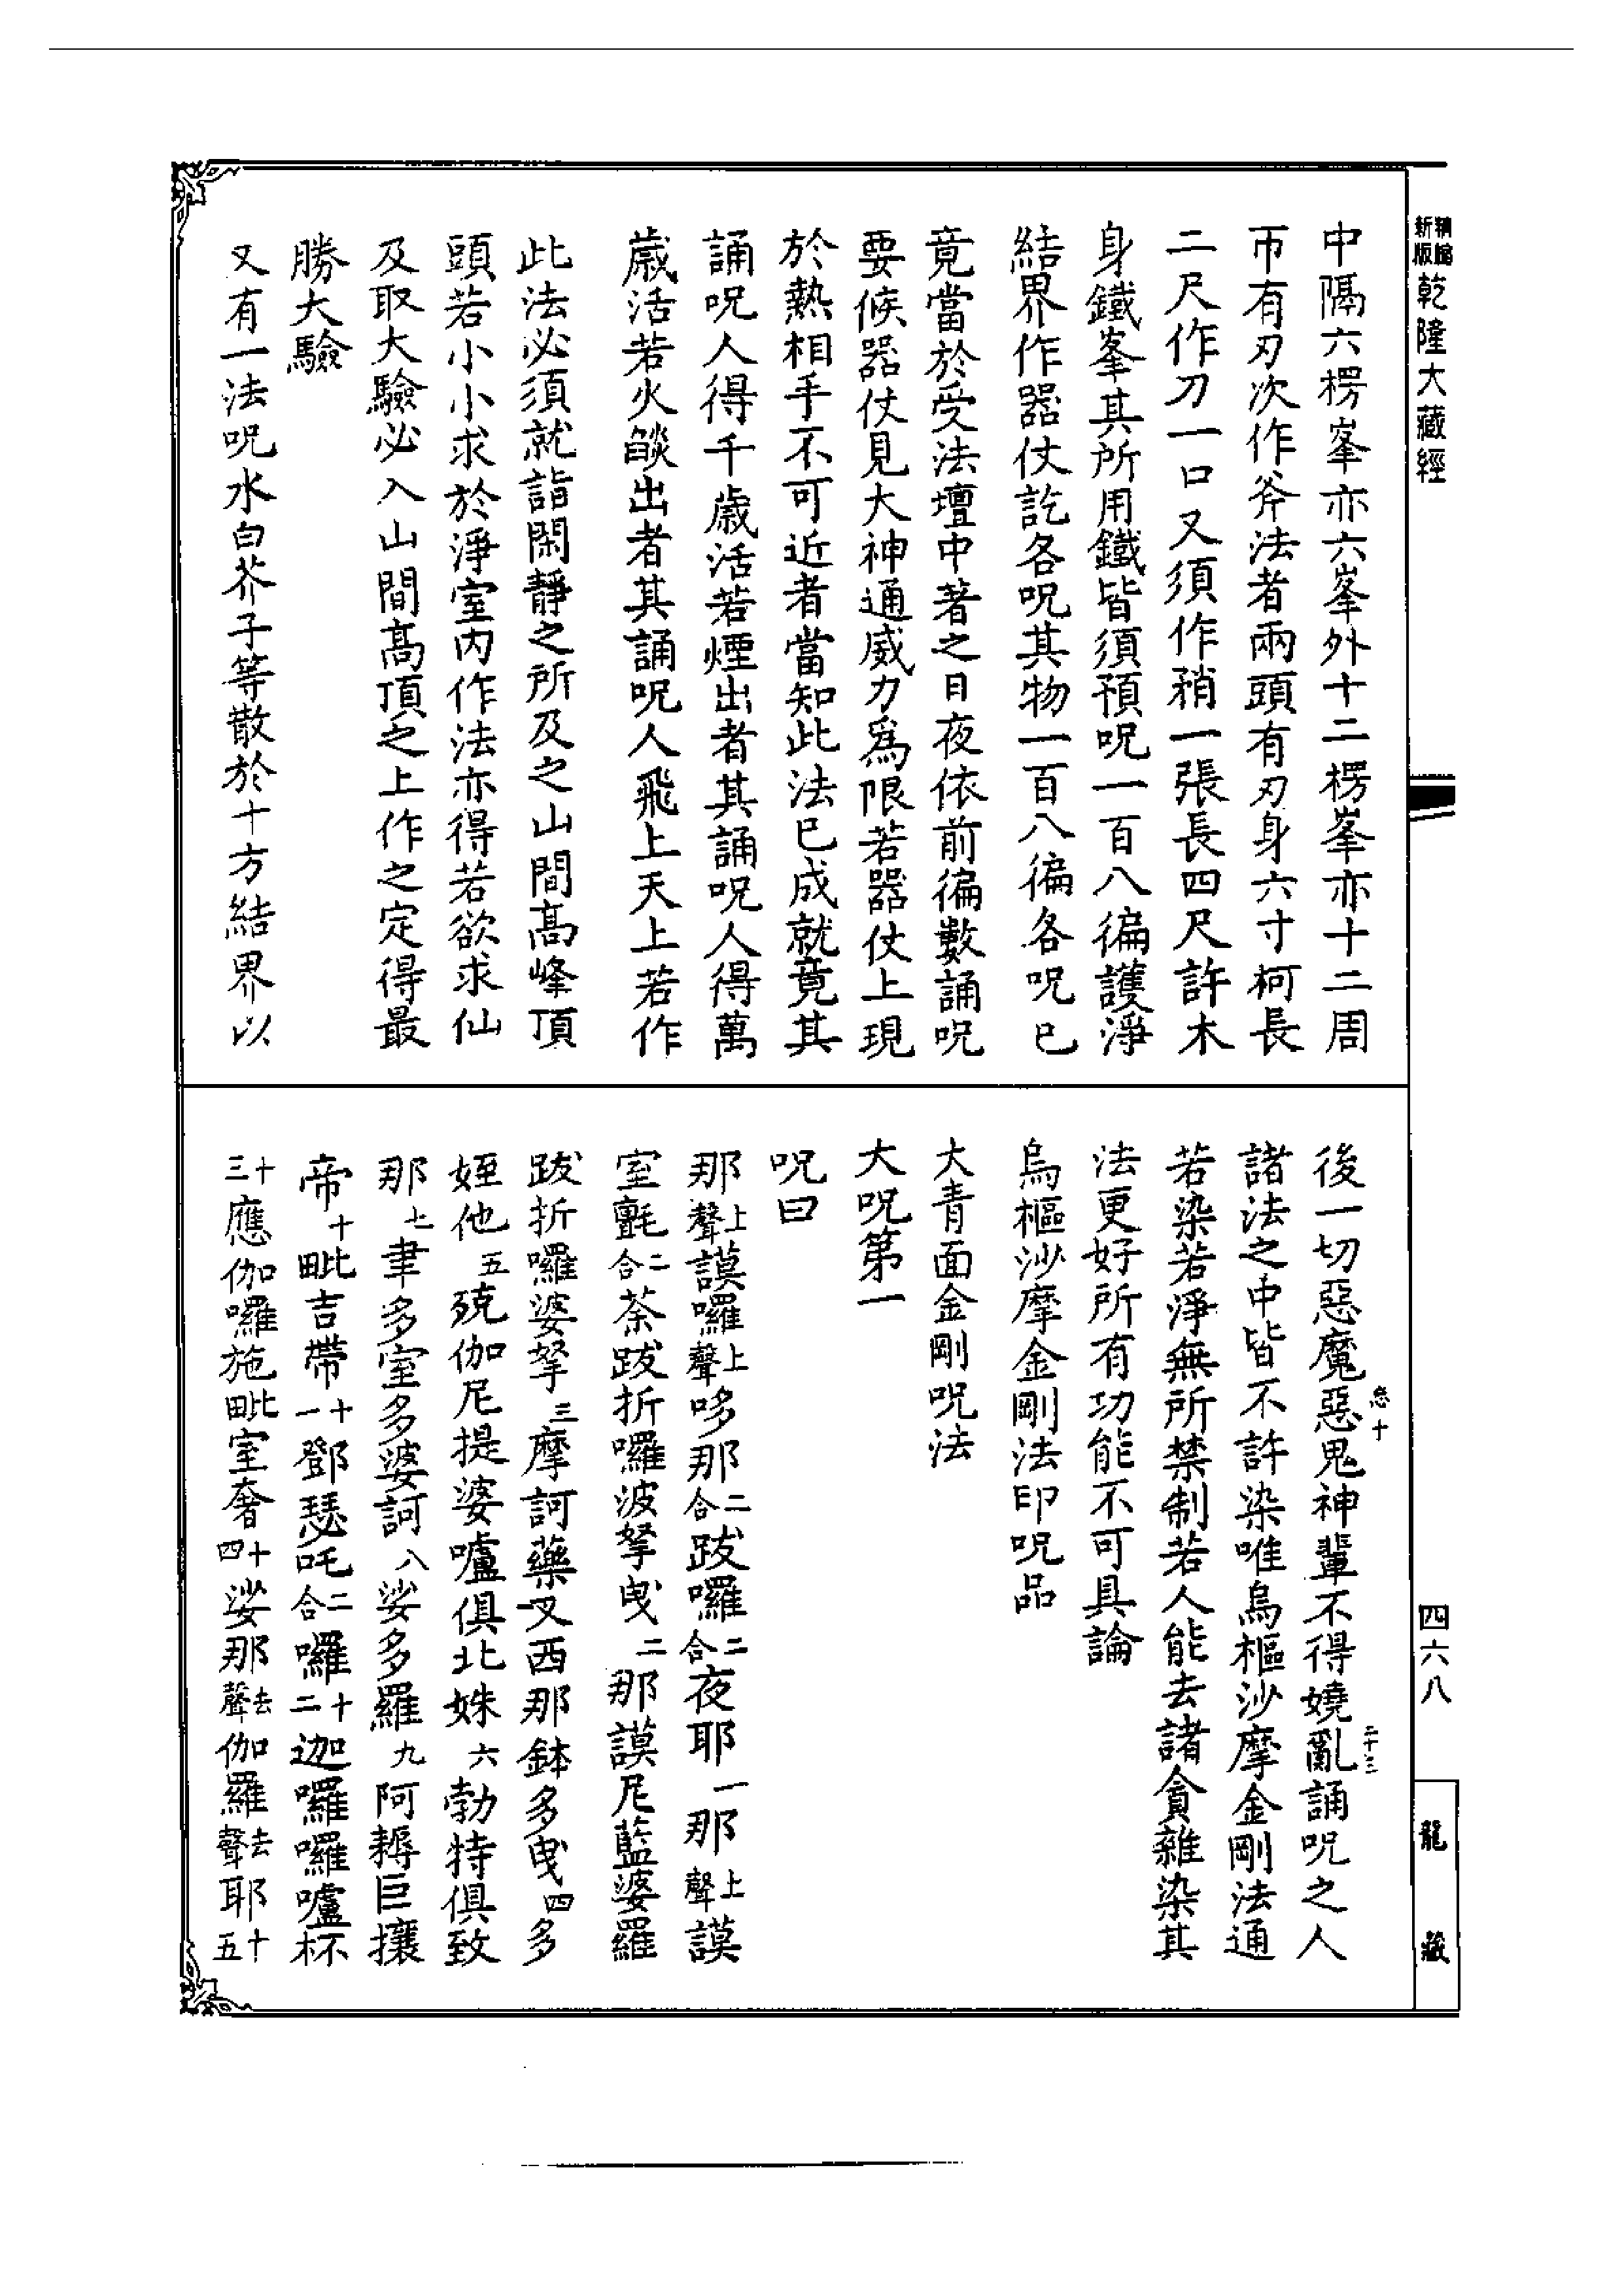 新版精縮乾隆大藏經
四六八
龍藏
中隔六楞峯亦六峯外十二楞峯亦十二周
帀有刃次作斧法者兩頭有刃身六寸柯長
二尺作刀一口又須作矟一張長四尺許木
身鐵峯其所用鐵皆須預呪一百八徧護淨
結界作器仗訖各呪其物一百八徧各呪已
竟當於受法壇中著之日夜依前徧數誦呪
要候器仗見大神通威力爲限若器仗上現
於熱相手不可近者當知此法已成就竟其
誦呪人得千歲活若煙出者其誦呪人得萬
歲活若火燄出者其誦呪人飛上天上若作
此法必須就詣閑靜之所及之山間高峰頂
頭若小小求於淨室內作法亦得若欲求仙
及取大驗必入山間高頂之上作之定得最
勝大驗
又有一法呪水白芥子等散於十方結界以
後一切惡魔惡鬼神輩不得嬈亂誦呪之人
諸法之中皆不許染唯烏樞沙摩金剛法通
若染若淨無所禁制若人能去諸貪雜染其
法更好所有功能不可具論
烏樞沙摩金剛法印呪品
大青面金剛呪法
大呪第一
呪曰
那上聲謨囉上聲哆那二合跋囉二合夜耶一那上聲謨
室氎二合荼跋折囉波拏曳二那謨尼藍婆羅
跋折囉婆拏三摩訶藥叉西那鉢多曳四多
姪他五殑伽尼提婆嚧俱北姝六勃特俱致
那七聿多室多婆訶八娑多羅九阿耨巨攘
帝十毗吉帶十一鄧瑟吒二合囉十二迦囉囉嚧杯
十三應伽囉施毗室奢十四娑那去聲伽羅去聲耶十五